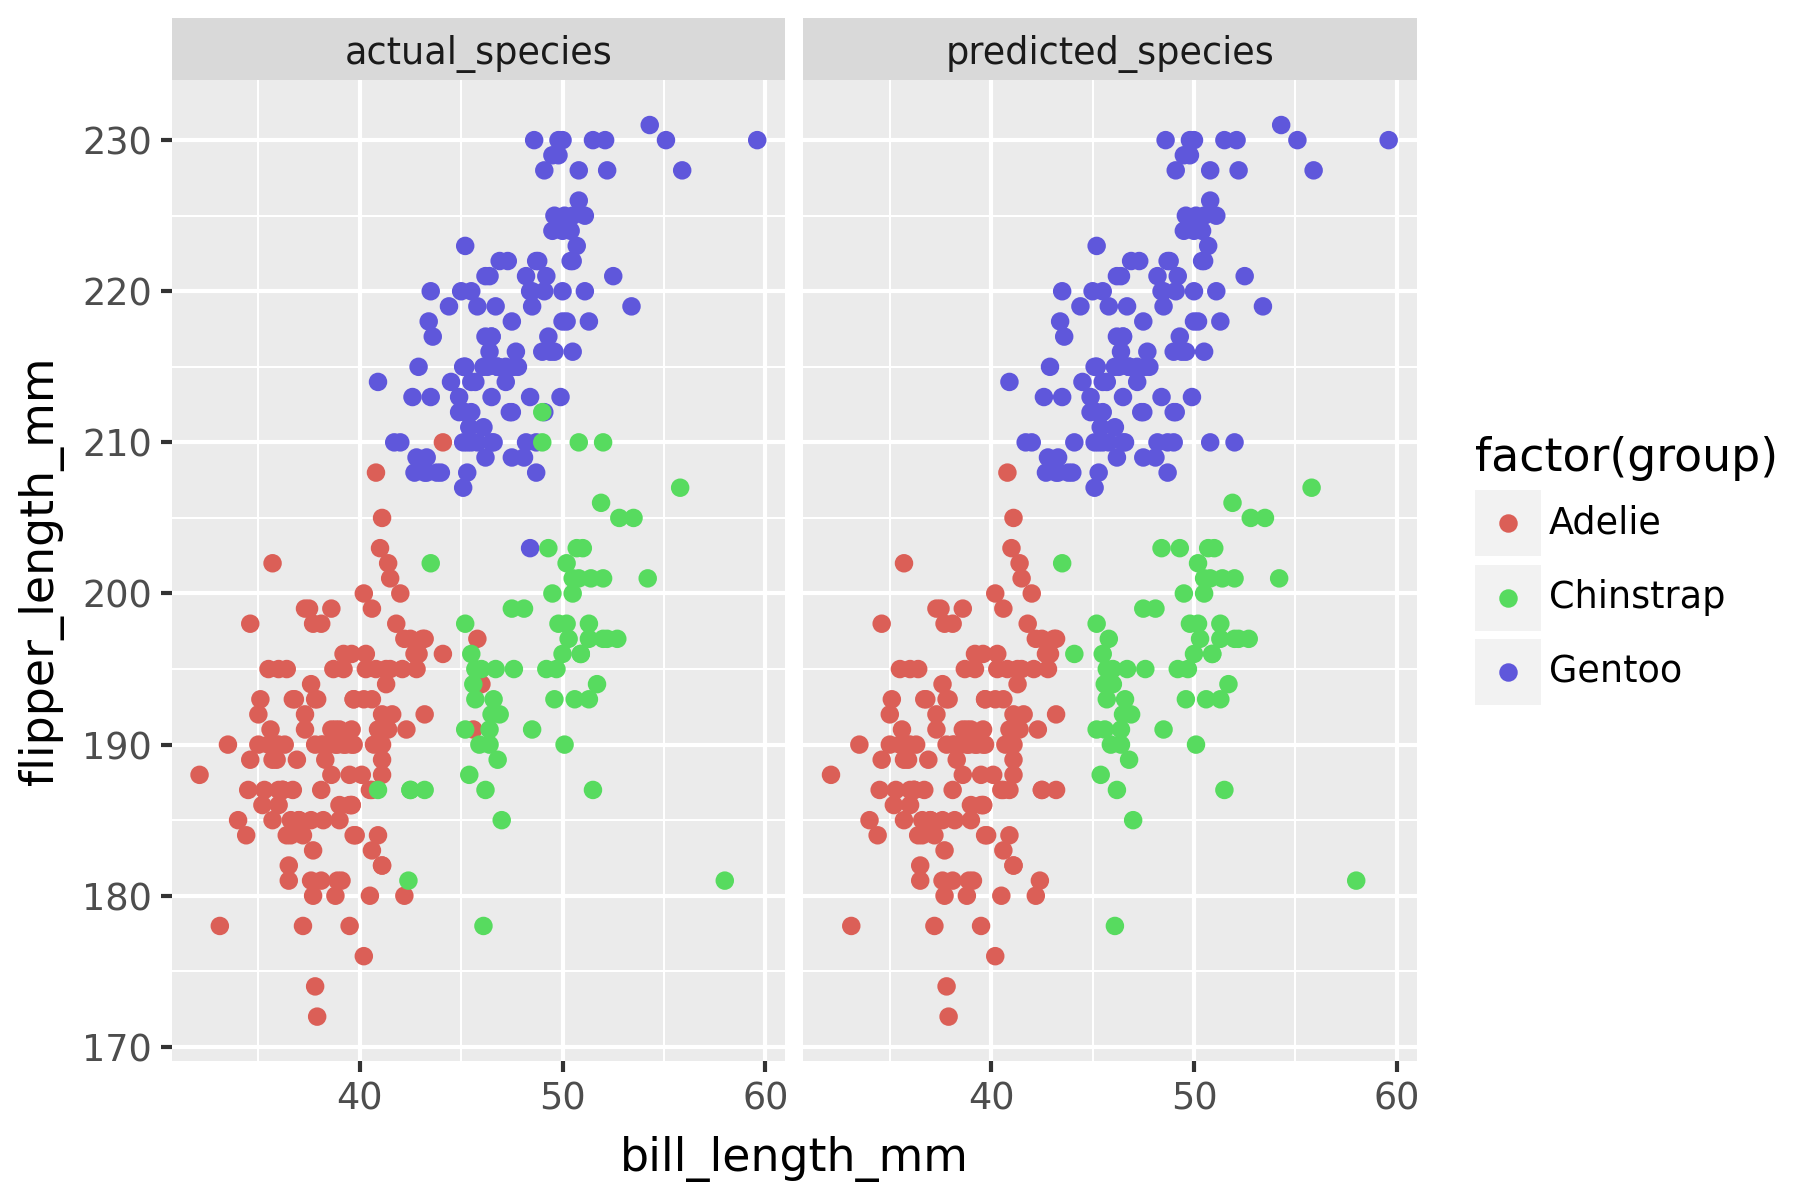 actual_species
predicted_species
230
220
210
200
190
180
170
flipper_length_mm
40
50
60
40
50
60
bill_length_mm
factor(group)
Adelie
Chinstrap
Gentoo